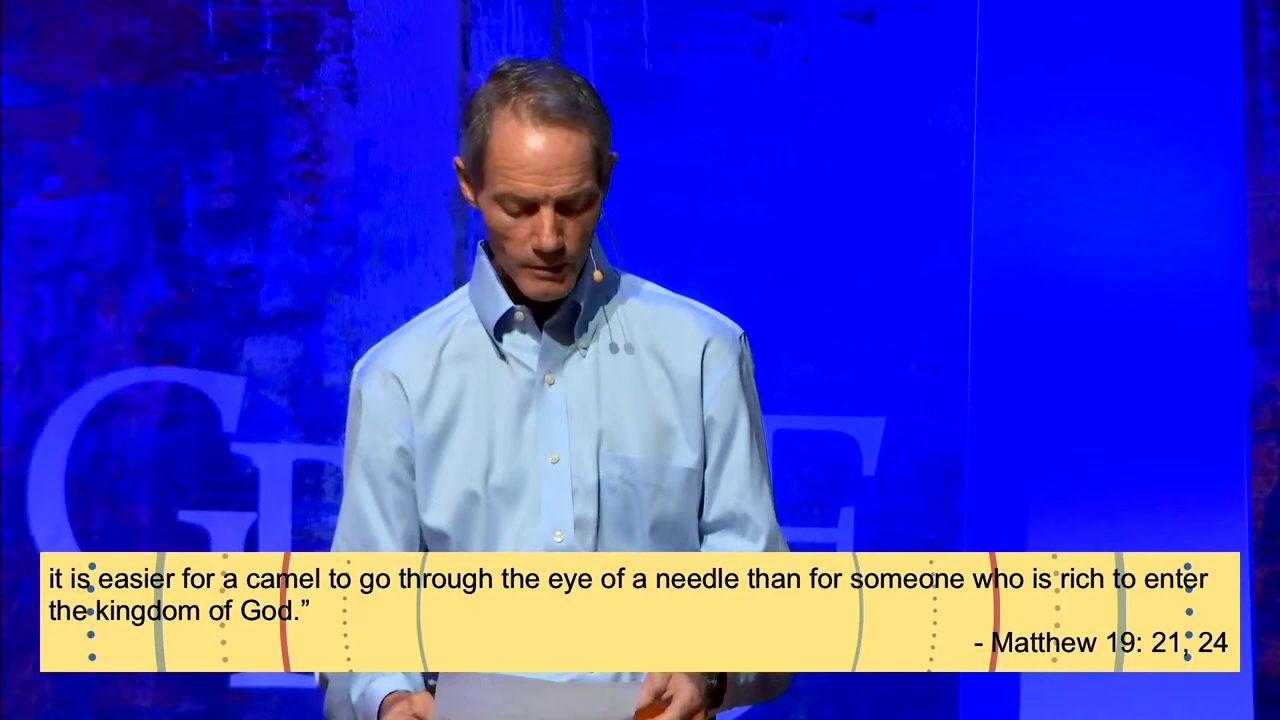 it is easier for a camel to go through the eye of a needle than for someone who is rich to enter
the kingdom of God.”
- Matthew 19: 21, 24